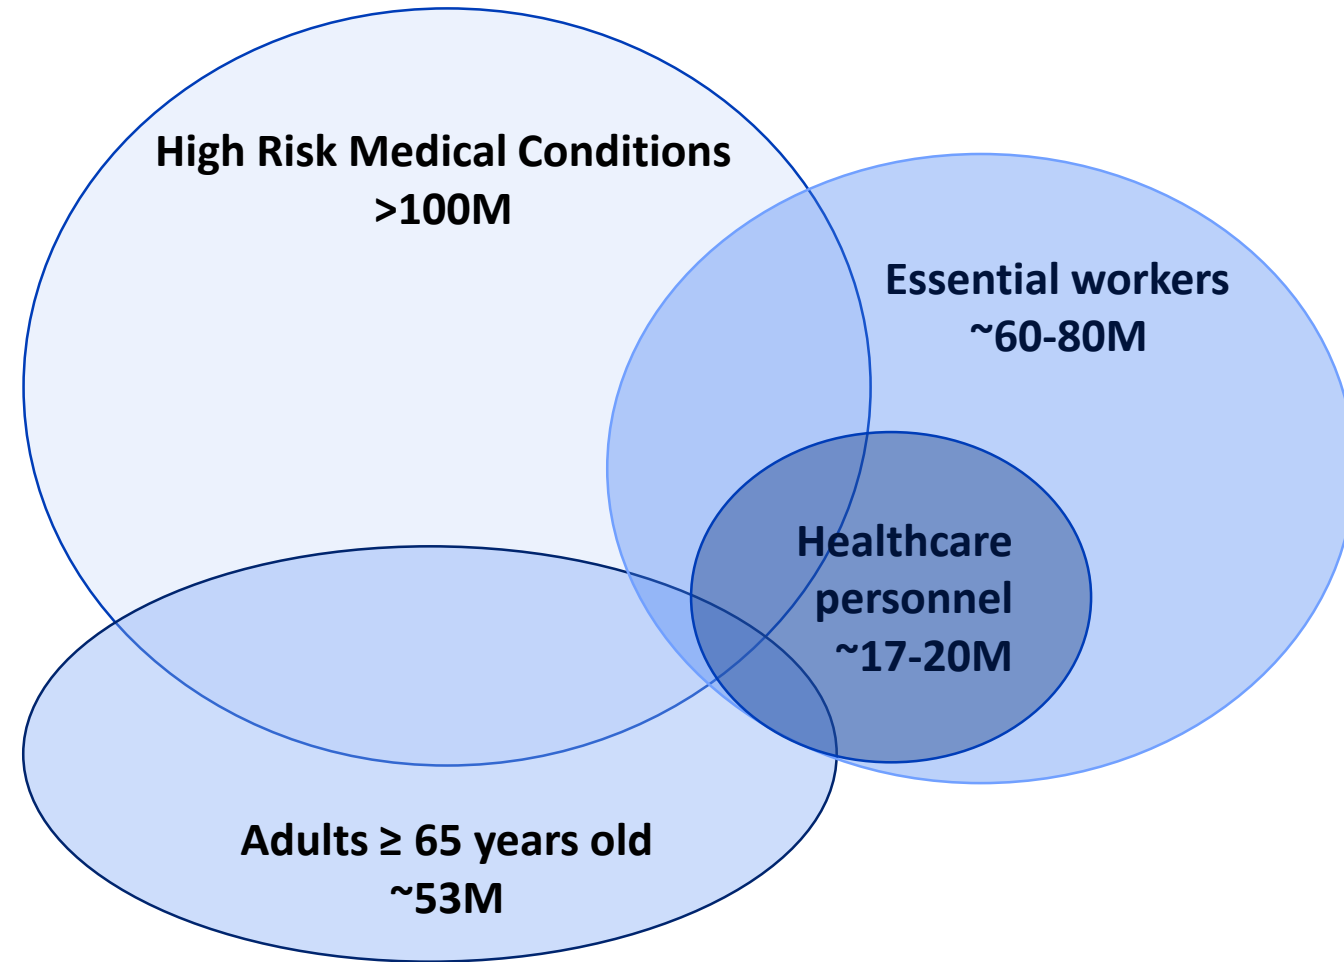 High Risk Medical Conditions
>100M
Essential workers
~60-80M
Healthcare
personnel
~17-20M
Adults ≥ 65 years old
~53M